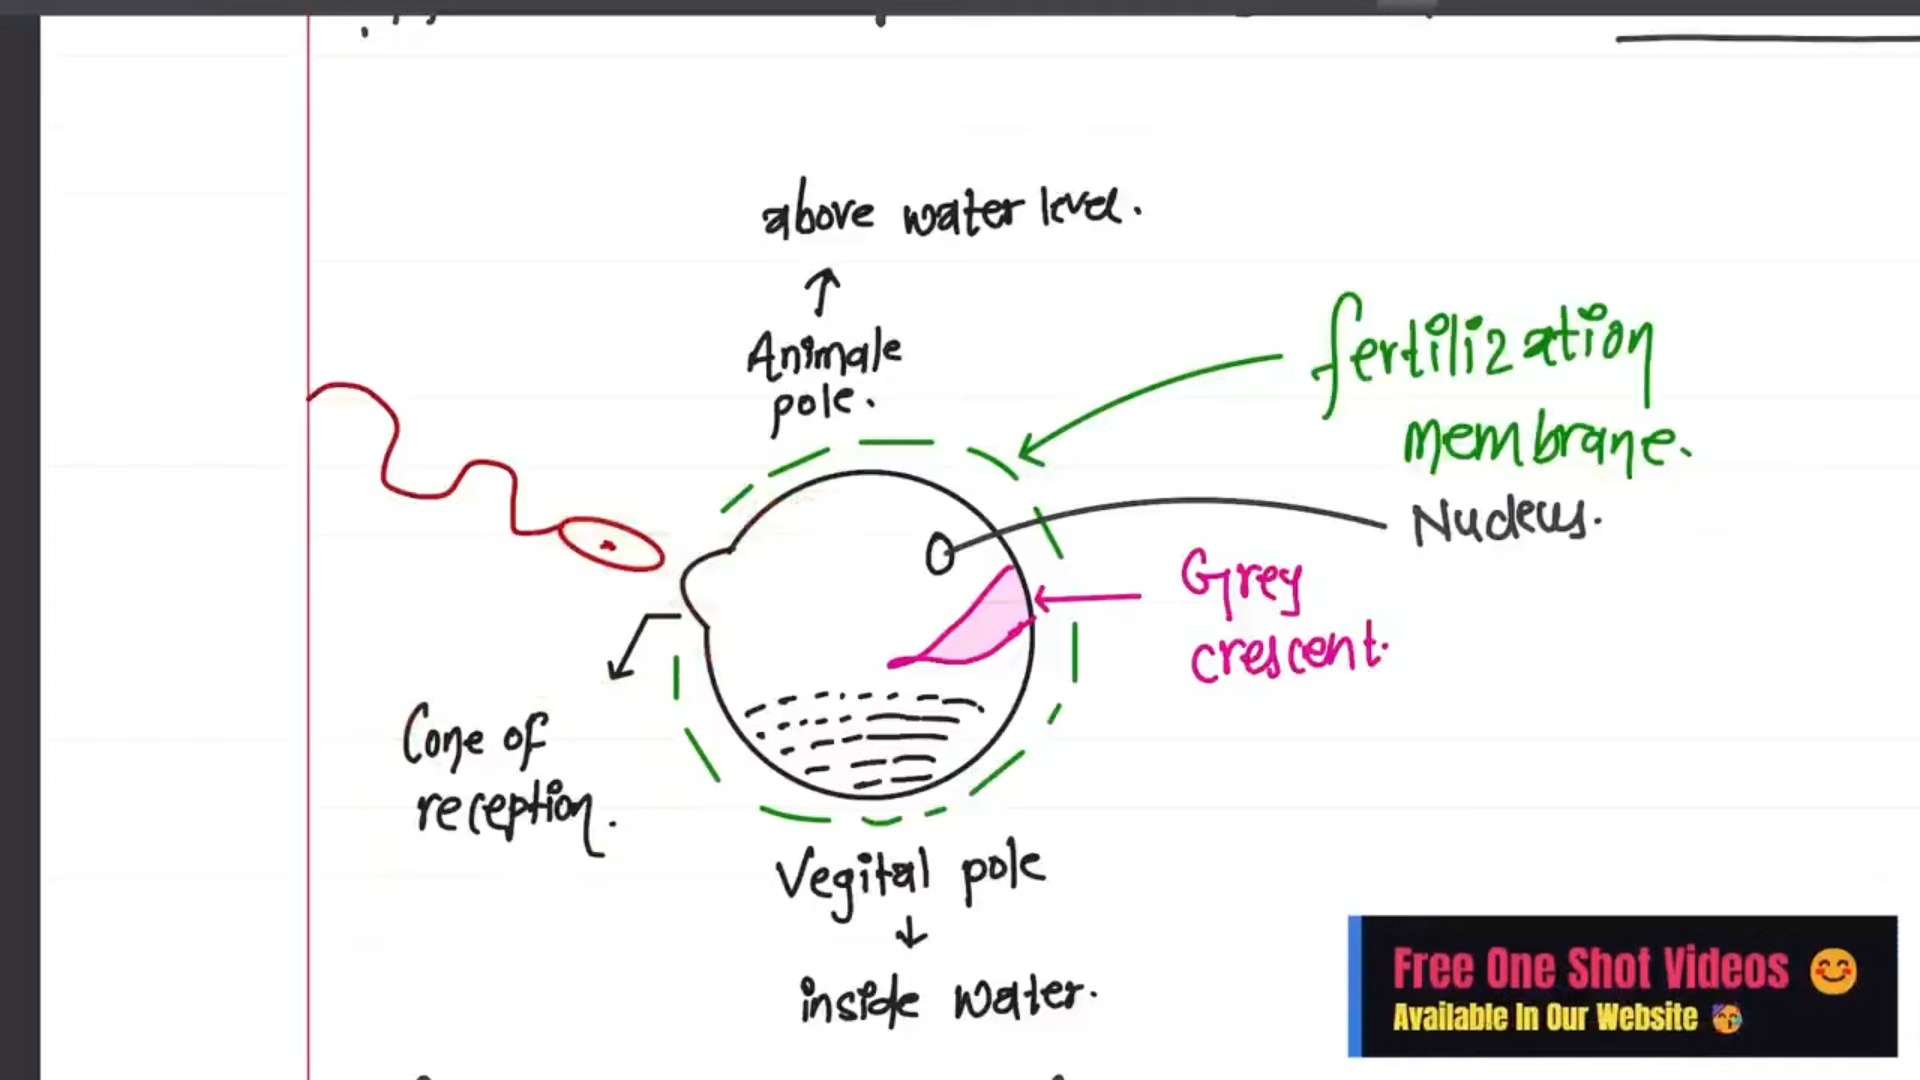 above water level.
Animale
pole.
fertilization
membrane.
Nucleus.
Grey
crescent.
Cone of
reception.
Vegital pole
inside water.
Free One Shot Videos 😊
Available In Our Website 🥳